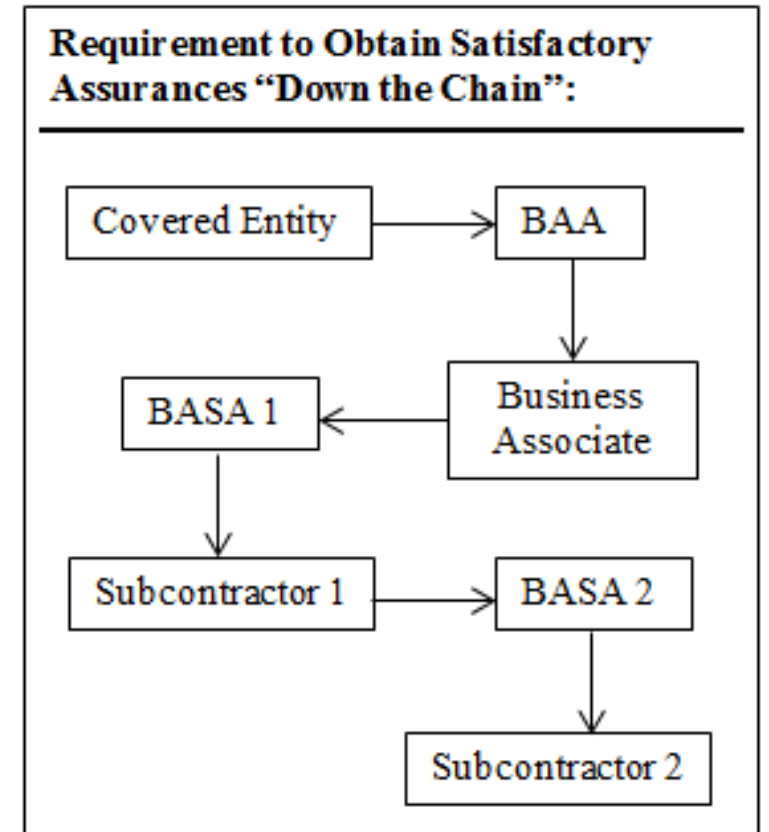 Requirement to Obtain Satisfactory
Assurances “Down the Chain”:
Covered Entity
BAA
Business
Associate
BASA 1
Subcontractor 1
BASA 2
Subcontractor 2